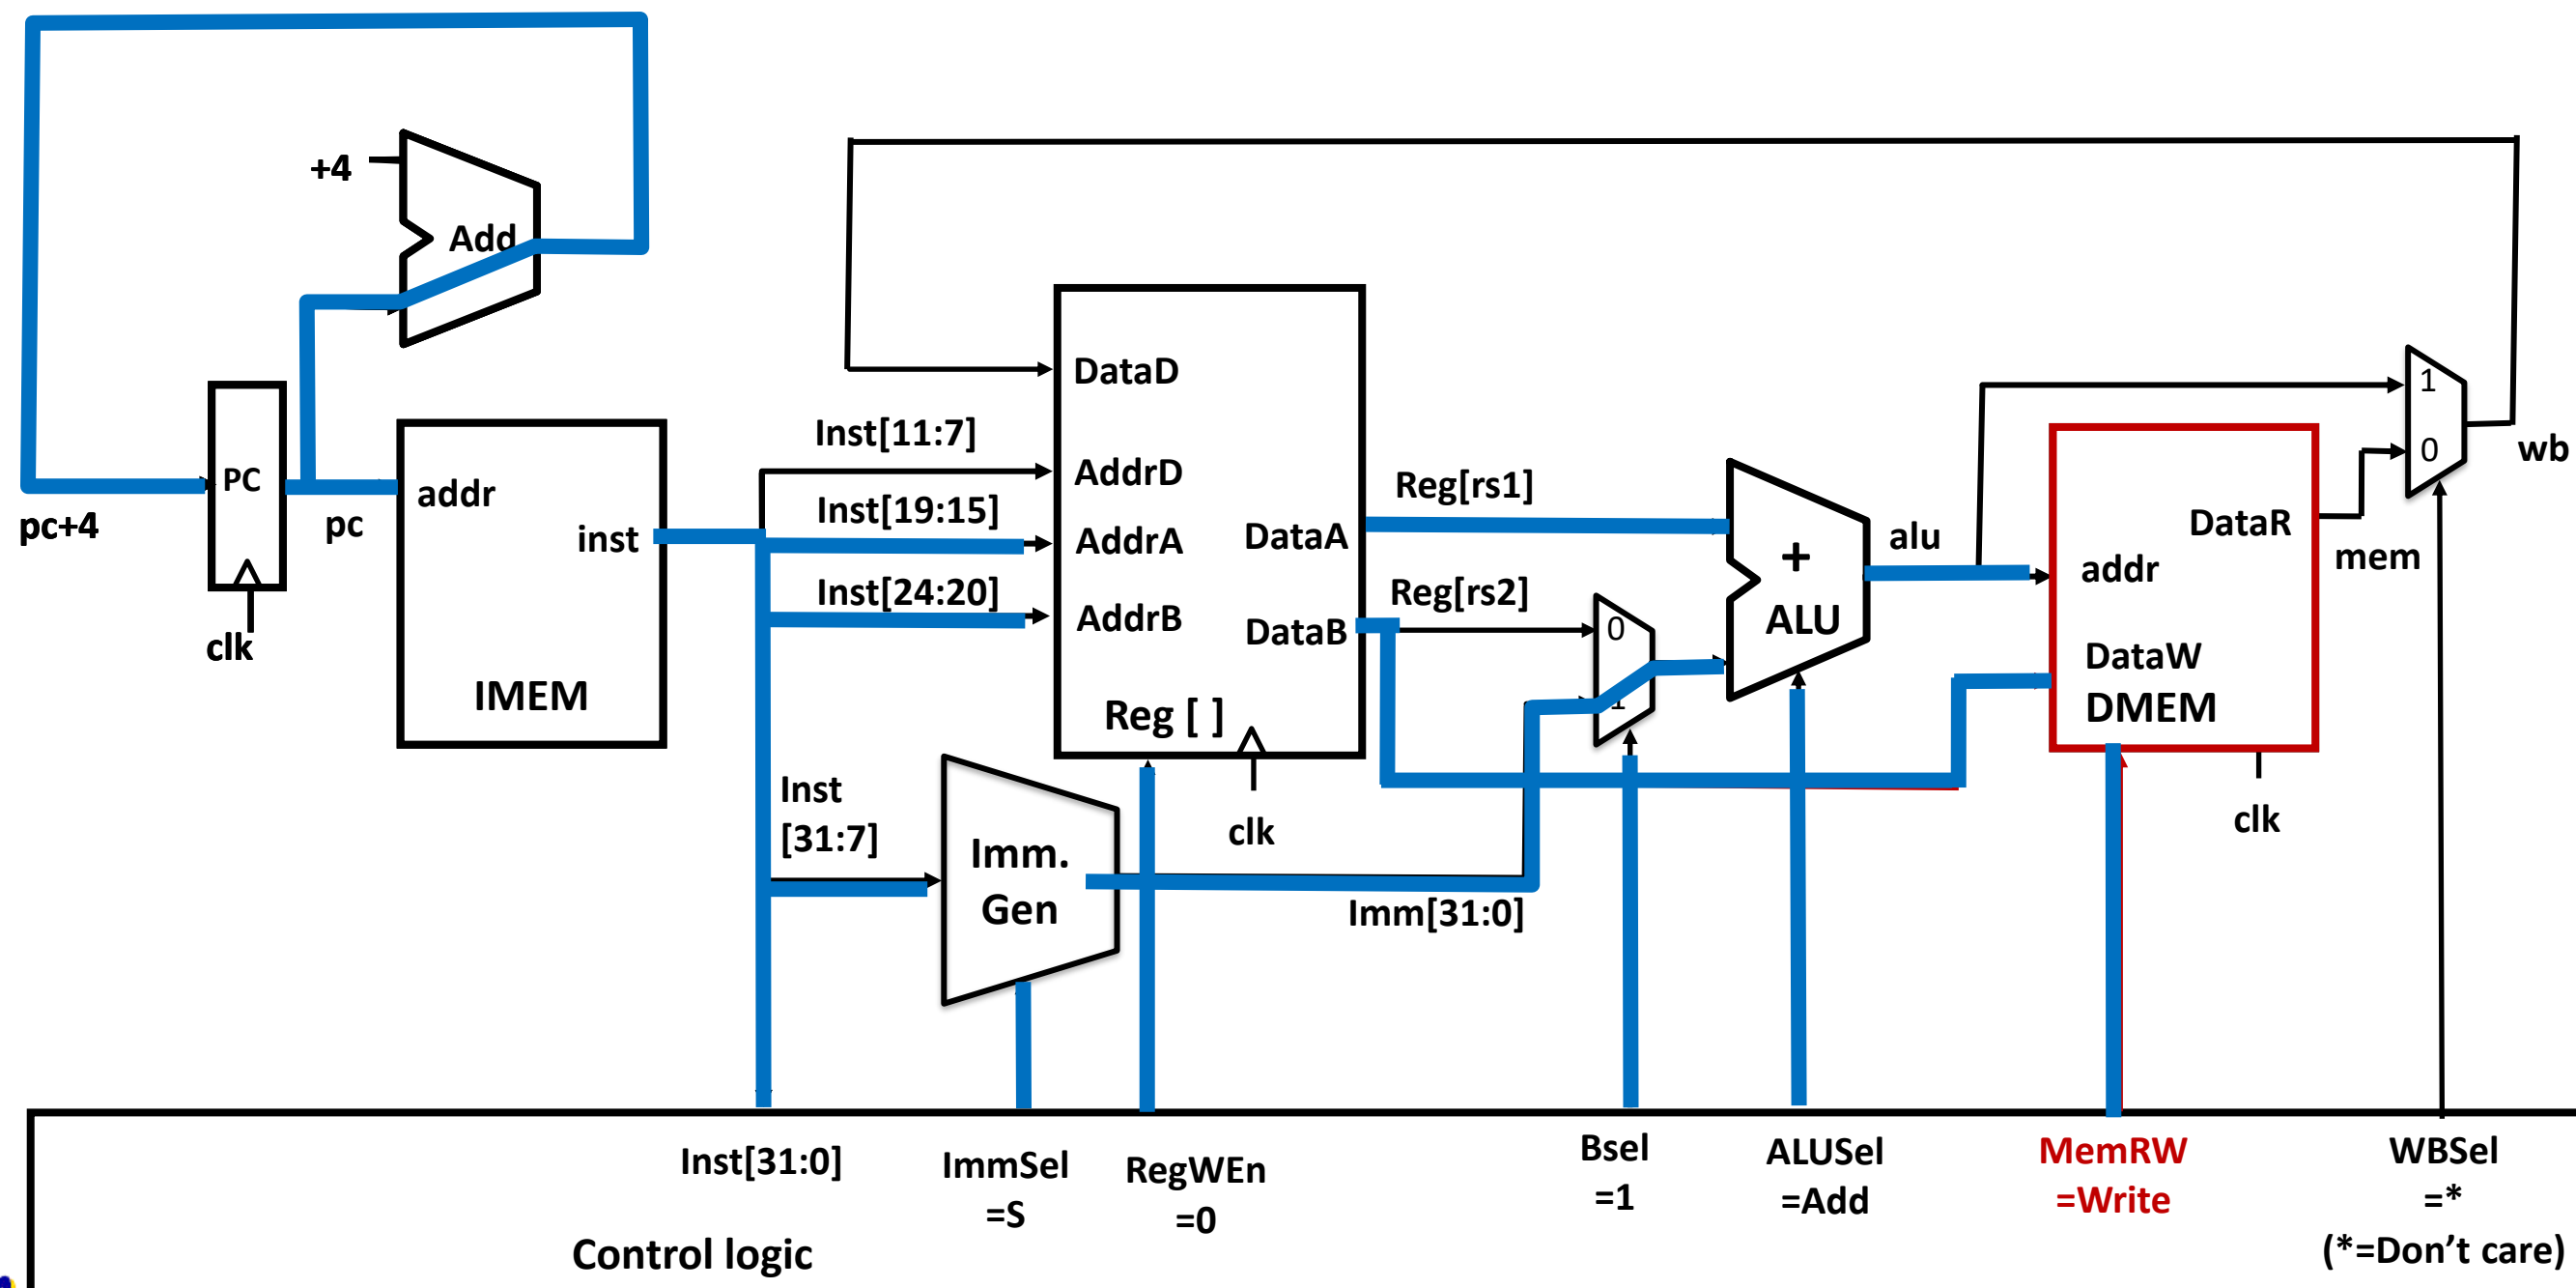 +4
Add
DataD
1
0
wb
Inst[11:7]
AddrD
Reg[rs1]
PC
addr
Inst[19:15]
AddrA
DataA
DataR
pc+4
pc
inst
+
alu
mem
addr
Inst[24:20]
AddrB
Reg[rs2]
DataB
0
ALU
clk
DataW
IMEM
Reg [ ]
1
DMEM
Inst
[31:7]
clk
clk
Imm.
Gen
Imm[31:0]
Inst[31:0]
ImmSel
=S
RegWEn
=0
Bsel
=1
ALUSel
=Add
MemRW
=Write
WBSel
=*
(*=Don’t care)
Control logic